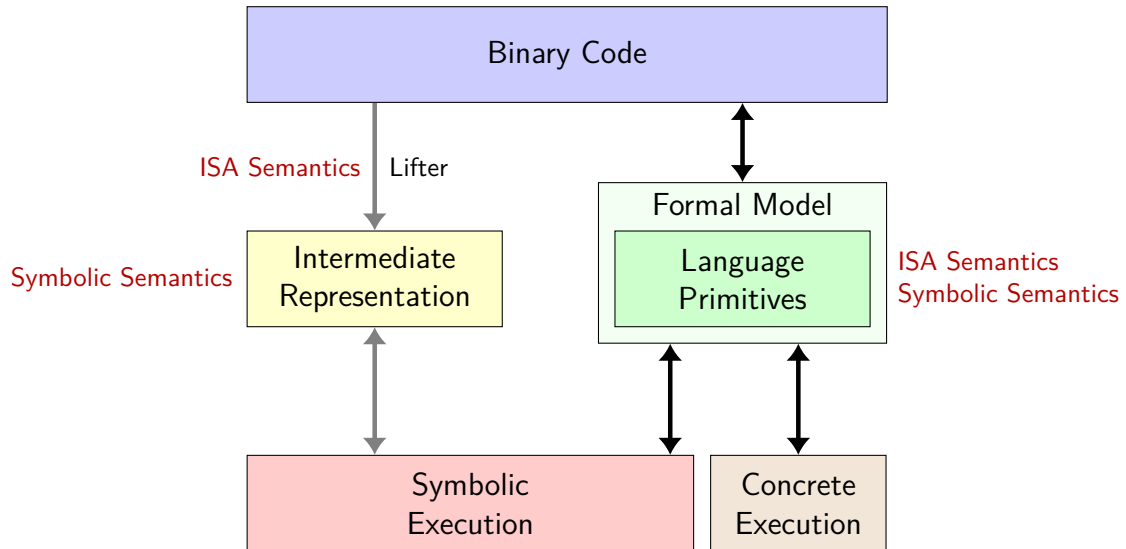 Binary Code
ISA Semantics
Lifter
Formal Model
Symbolic Semantics
Intermediate
Representation
Language
Primitives
ISA Semantics
Symbolic Semantics
Symbolic
Execution
Concrete
Execution